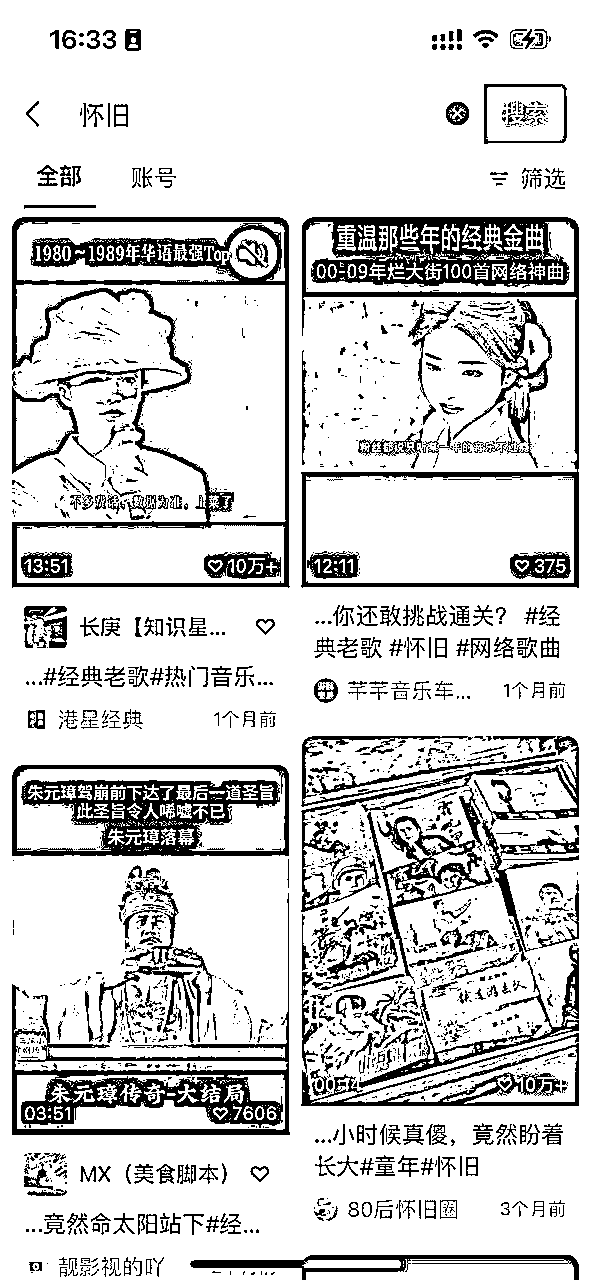 16:33
怀旧
搜索
全部
账号
筛选
1980~1989年华语最强Top
不多废话，数据为准，上菜了
13:51
10万+
长庚【知识星...
...#经典老歌#热门音乐...
港星经典
1个月前
重温那些年的经典金曲
00-09年烂大街100首网络神曲
12:11
375
...你还敢挑战通关？ #经
典老歌 #怀旧 #网络歌曲
芊芊音乐车...
1个月前
朱元璋驾崩前下达了最后一道圣旨
此圣旨令人唏嘘不已
朱元璋落幕
朱元璋传奇-大结局
03:51
7606
MX（美食脚本）
...竟然命太阳站下#经...
靓影视的吖
铁道游击队
00:14
10万+
...小时候真傻，竟然盼着
长大#童年#怀旧
80后怀旧圈
3个月前